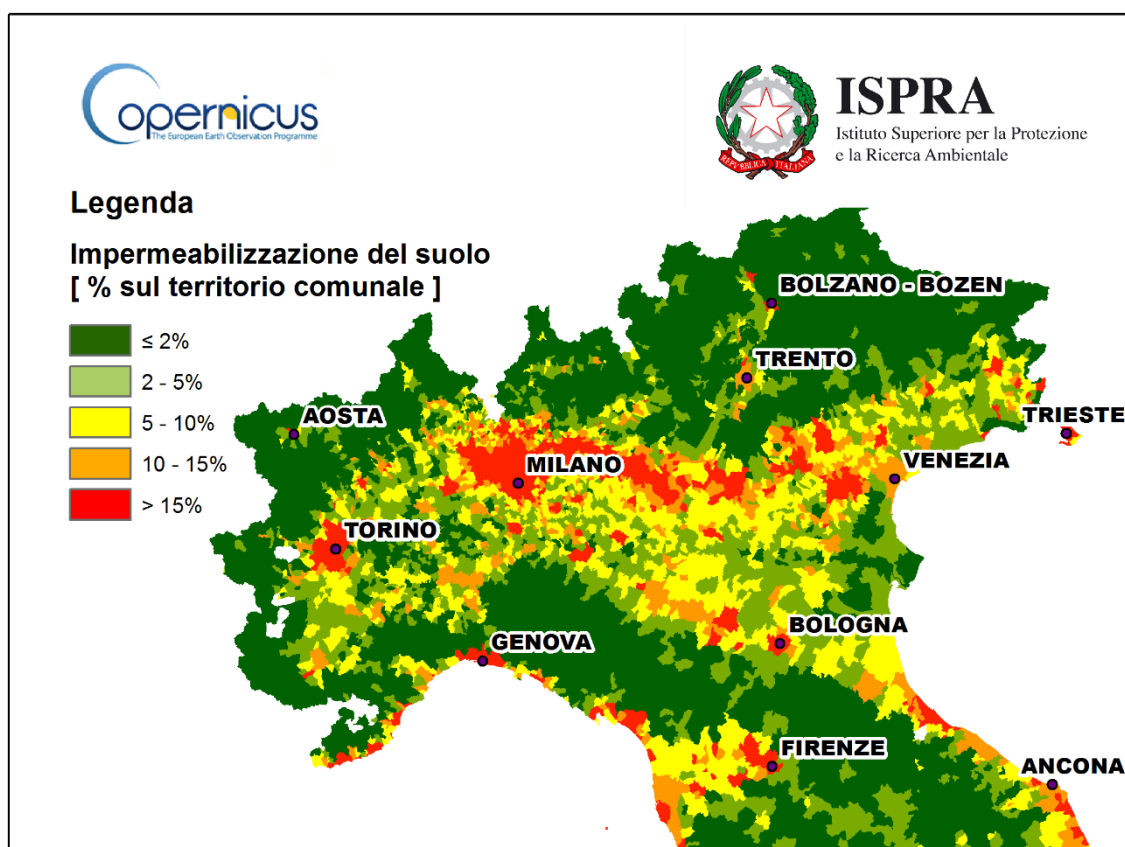 Copernicus
The European Earth Observation Programme
REPVBBLICA ITALIANA
ISPRA
Istituto Superiore per la Protezione
e la Ricerca Ambientale
Legenda
Impermeabilizzazione del suolo
[ % sul territorio comunale ]
≤ 2%
2 - 5%
5 - 10%
10 - 15%
> 15%
BOLZANO - BOZEN
TRENTO
AOSTA
TRIESTE
MILANO
VENEZIA
TORINO
BOLOGNA
GENOVA
FIRENZE
ANCONA